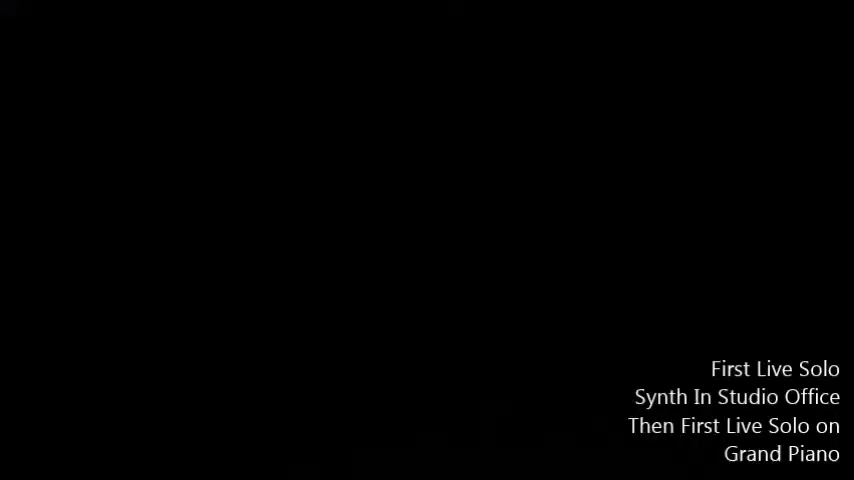 First Live Solo
Synth In Studio Office
Then First Live Solo on
Grand Piano